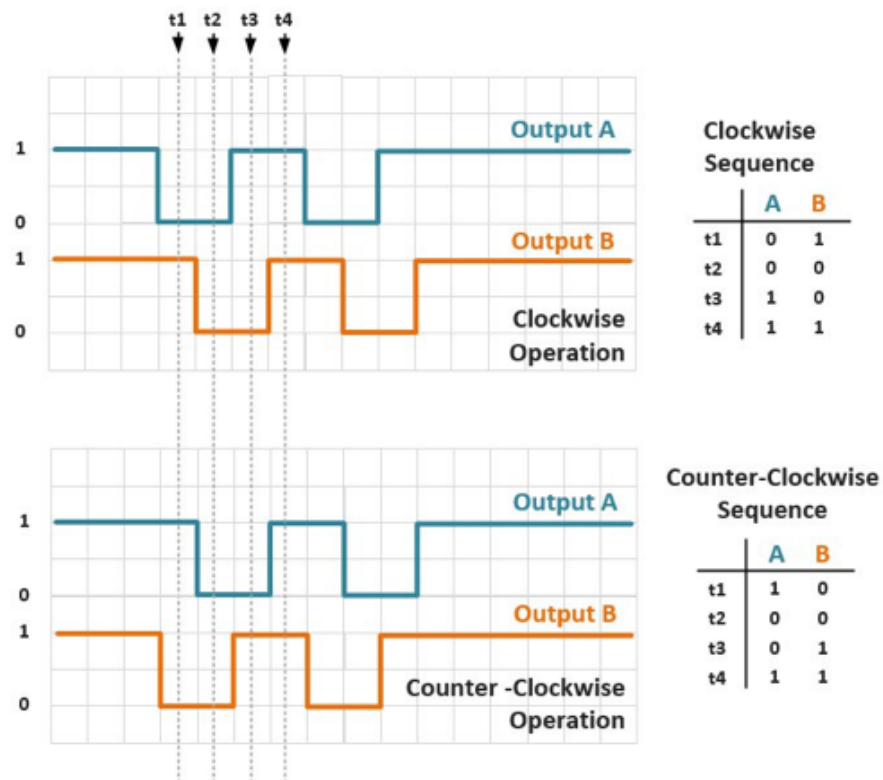 t1 t2 t3 t4
1
Output A
0
1
Output B
0
Clockwise
Operation
Clockwise
Sequence
A B
t1 0 1
t2 0 0
t3 1 0
t4 1 1
1
Output A
0
1
Output B
0
Counter -Clockwise
Operation
Counter-Clockwise
Sequence
A B
t1 1 0
t2 0 0
t3 0 1
t4 1 1